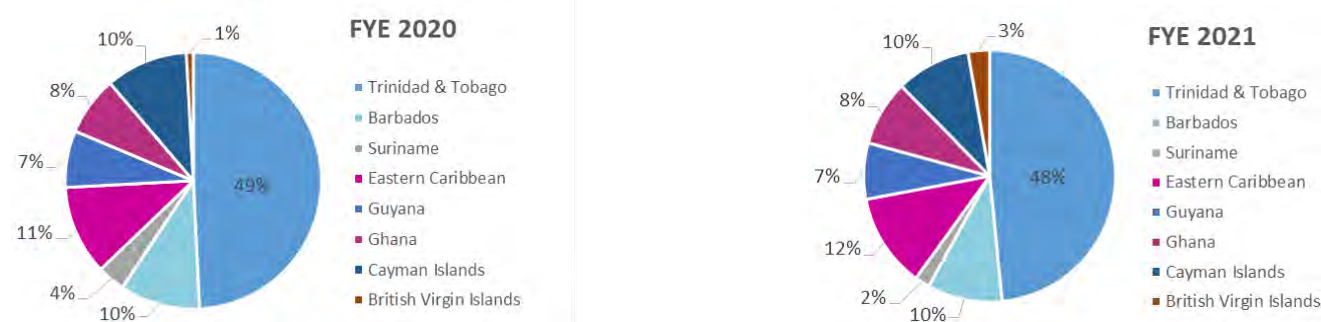 FYE 2020
1%
10%
8%
7%
11%
4%
10%
49%
Trinidad & Tobago
Barbados
Suriname
Eastern Caribbean
Guyana
Ghana
Cayman Islands
British Virgin Islands
FYE 2021
3%
10%
8%
7%
12%
2%
10%
48%
Trinidad & Tobago
Barbados
Suriname
Eastern Caribbean
Guyana
Ghana
Cayman Islands
British Virgin Islands